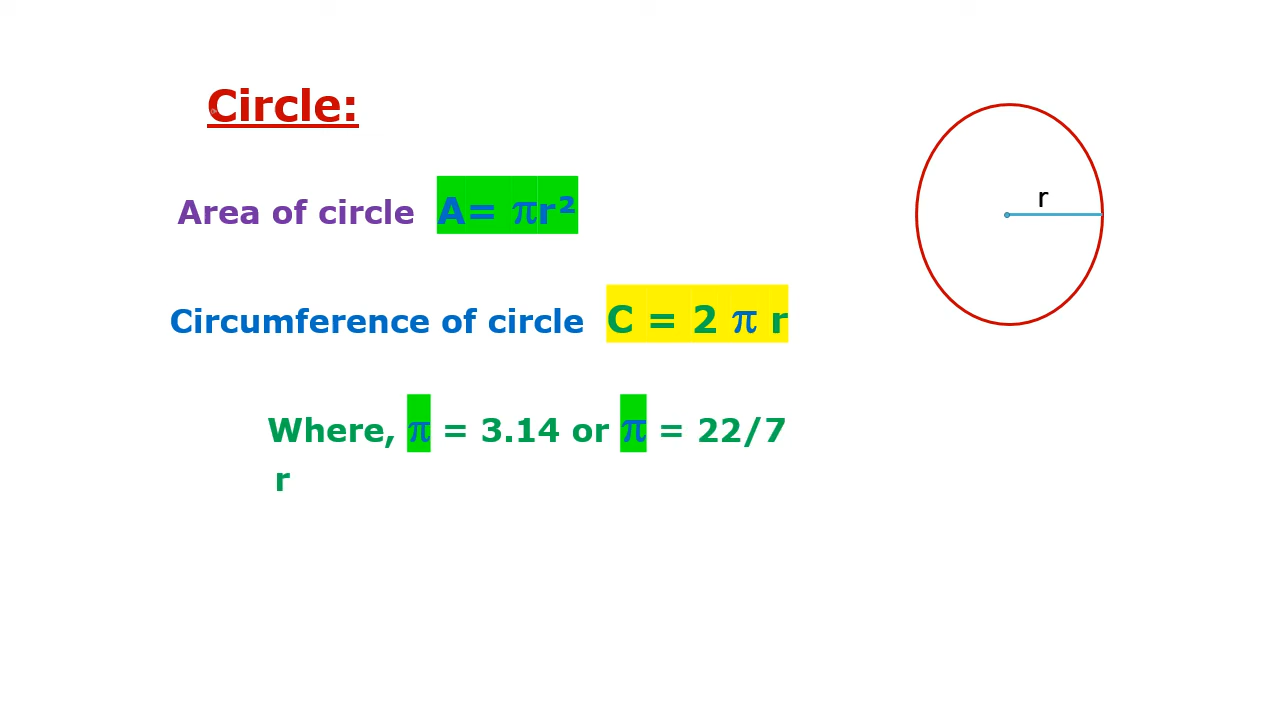 Circle:
r
Area of circle A= πr²
Circumference of circle C = 2 π r
Where, π = 3.14 or π = 22/7
r